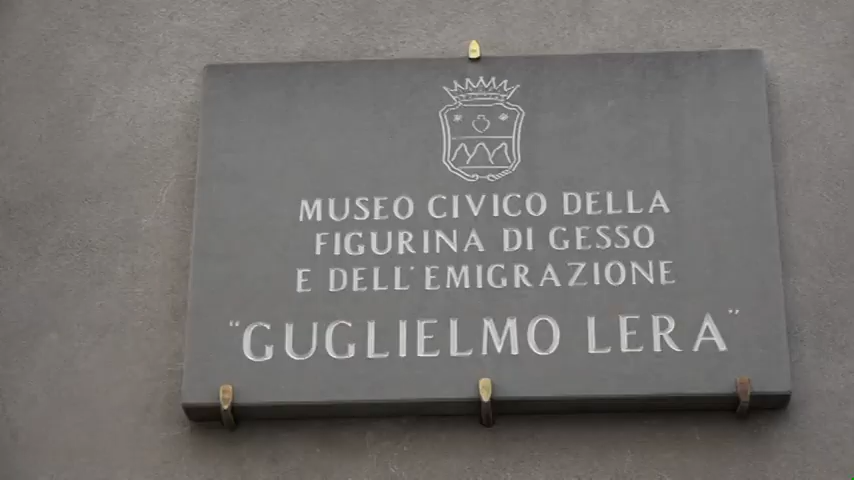 MUSEO CIVICO DELLA
FIGURINA DI GESSO
E DELL'EMIGRAZIONE
"GUGLIELMO LERA"